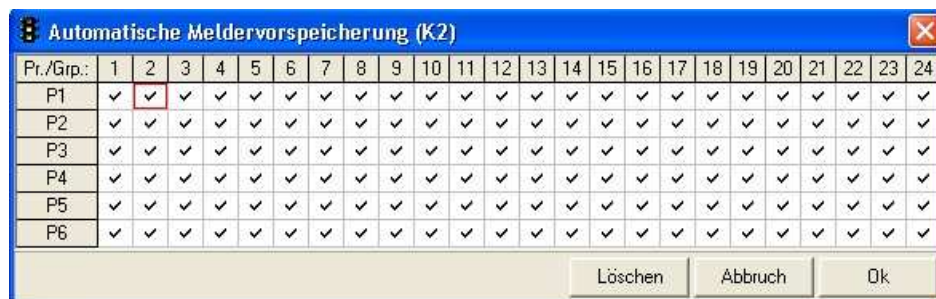 Automatische Meldervorspeicherung (K2)
Pr./Grp.: 1 2 3 4 5 6 7 8 9 10 11 12 13 14 15 16 17 18 19 20 21 22 23 24
P1 ✓ ✓ ✓ ✓ ✓ ✓ ✓ ✓ ✓ ✓ ✓ ✓ ✓ ✓ ✓ ✓ ✓ ✓ ✓ ✓ ✓ ✓ ✓ ✓
P2 ✓ ✓ ✓ ✓ ✓ ✓ ✓ ✓ ✓ ✓ ✓ ✓ ✓ ✓ ✓ ✓ ✓ ✓ ✓ ✓ ✓ ✓ ✓ ✓
P3 ✓ ✓ ✓ ✓ ✓ ✓ ✓ ✓ ✓ ✓ ✓ ✓ ✓ ✓ ✓ ✓ ✓ ✓ ✓ ✓ ✓ ✓ ✓ ✓
P4 ✓ ✓ ✓ ✓ ✓ ✓ ✓ ✓ ✓ ✓ ✓ ✓ ✓ ✓ ✓ ✓ ✓ ✓ ✓ ✓ ✓ ✓ ✓ ✓
P5 ✓ ✓ ✓ ✓ ✓ ✓ ✓ ✓ ✓ ✓ ✓ ✓ ✓ ✓ ✓ ✓ ✓ ✓ ✓ ✓ ✓ ✓ ✓ ✓
P6 ✓ ✓ ✓ ✓ ✓ ✓ ✓ ✓ ✓ ✓ ✓ ✓ ✓ ✓ ✓ ✓ ✓ ✓ ✓ ✓ ✓ ✓ ✓ ✓
Löschen Abbruch Ok